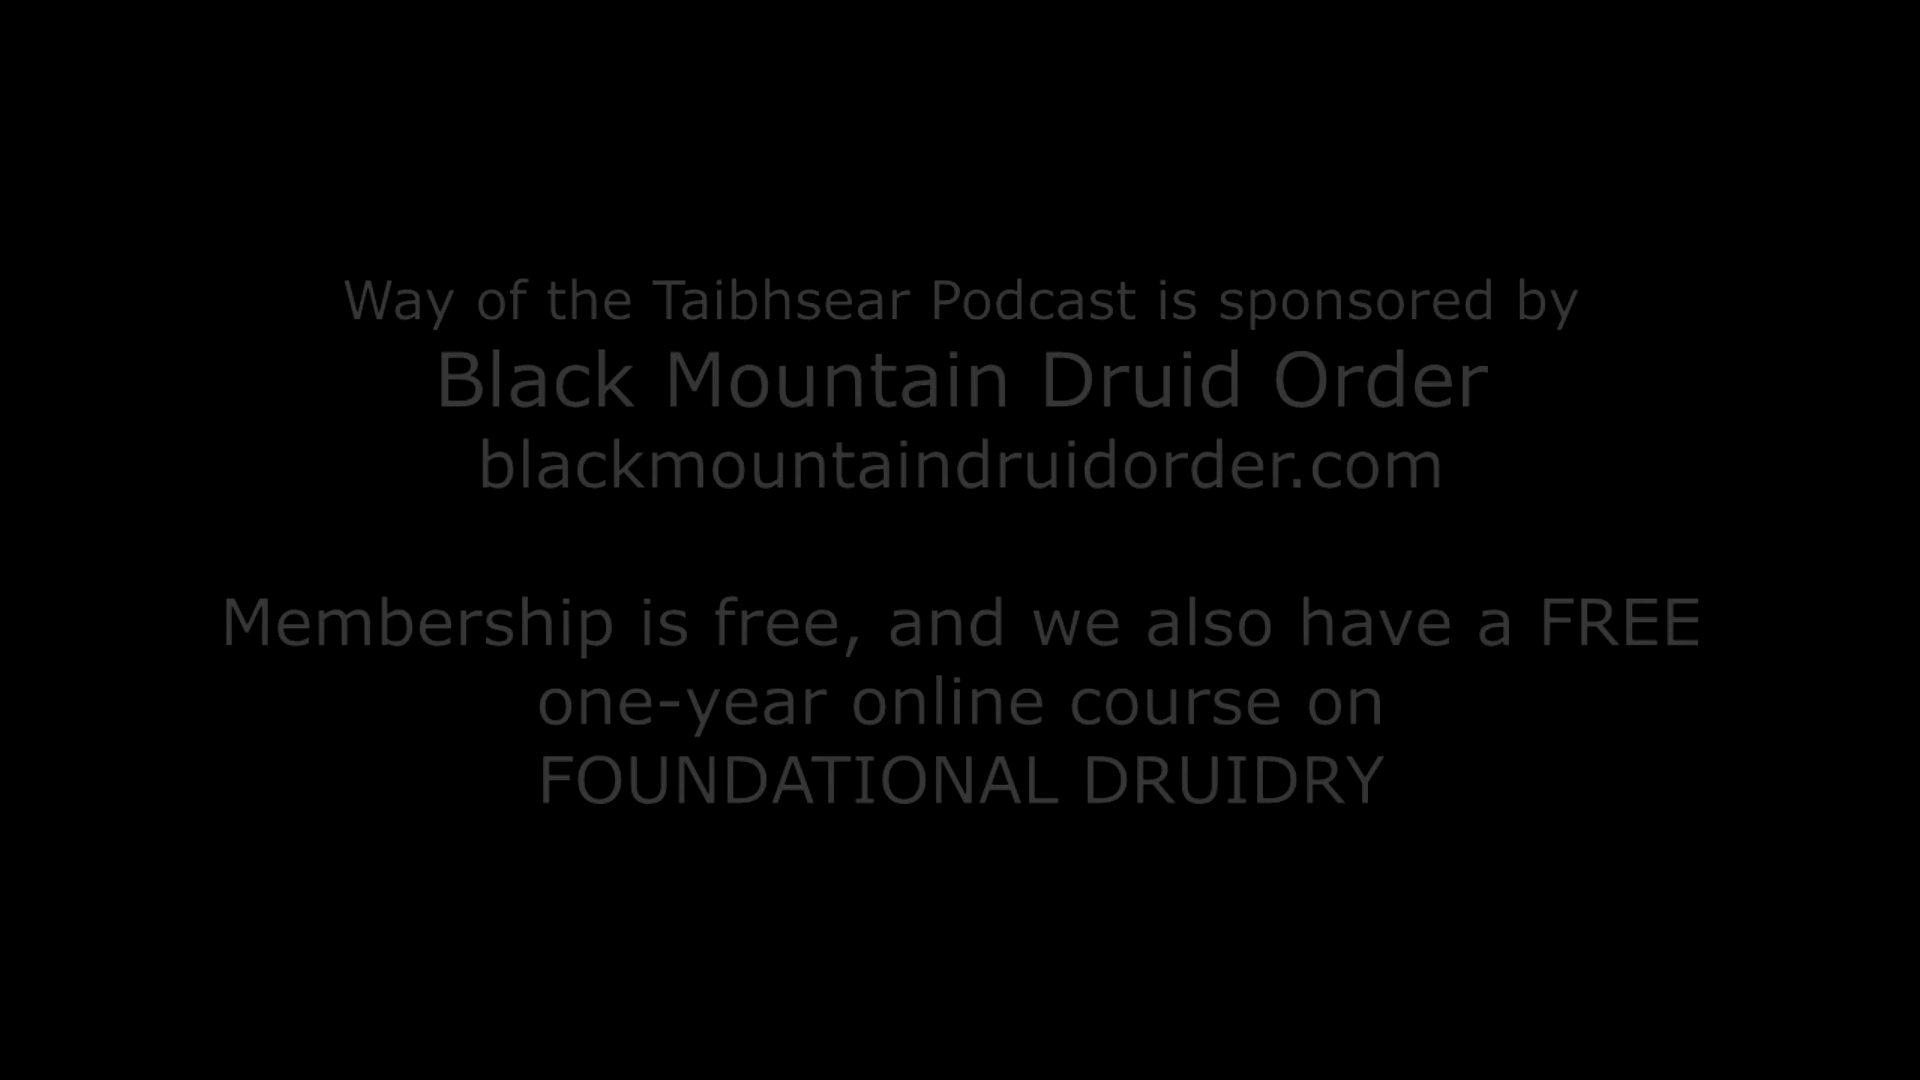 Way of the Taibhsear Podcast is sponsored by
Black Mountain Druid Order
blackmountaindruidorder.com
Membership is free, and we also have a FREE
one-year online course on
FOUNDATIONAL DRUIDRY